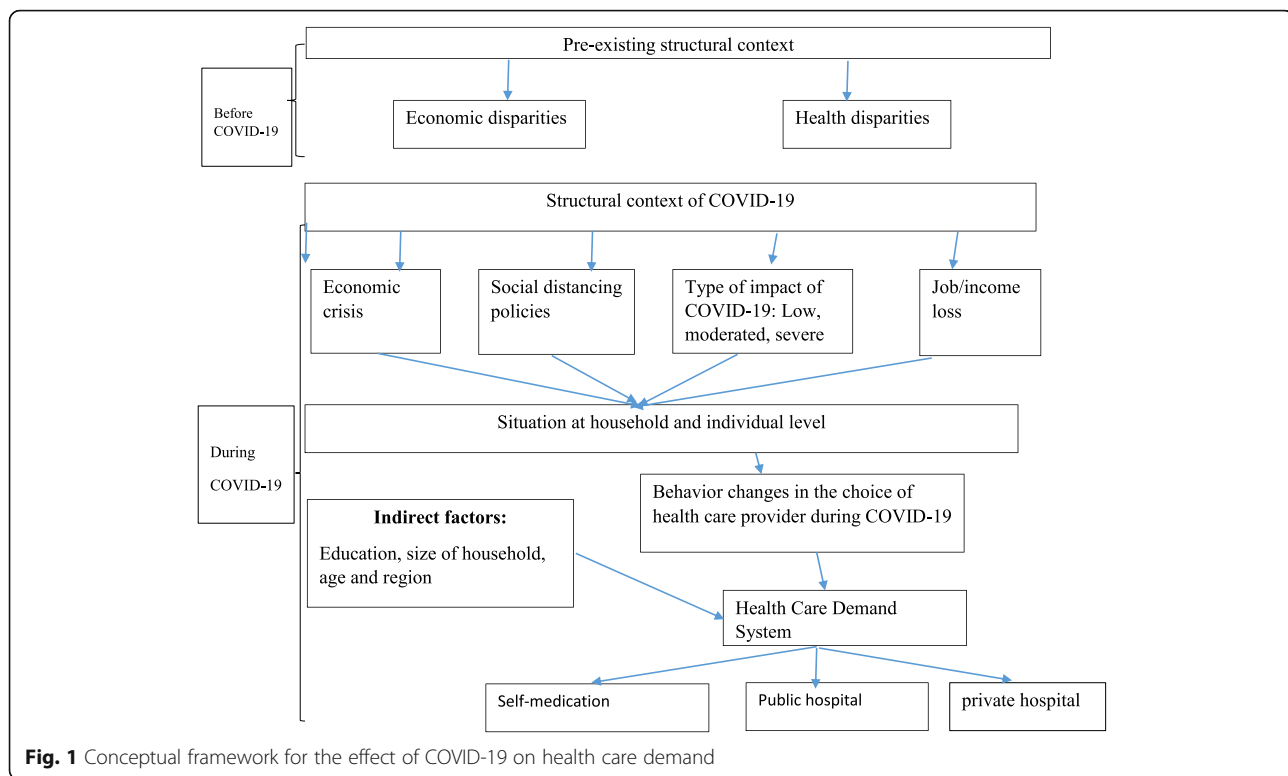 Pre-existing structural context
Before
COVID-19
Economic disparities
Health disparities
Structural context of COVID-19
Economic
crisis
Social distancing
policies
Type of impact of
COVID-19: Low,
moderated, severe
Job/income
loss
Situation at household and individual level
During
COVID-19
Behavior changes in the choice of
health care provider during COVID-19
Indirect factors:
Education, size of household,
age and region
Health Care Demand
System
Self-medication
Public hospital
private hospital
Fig. 1 Conceptual framework for the effect of COVID-19 on health care demand